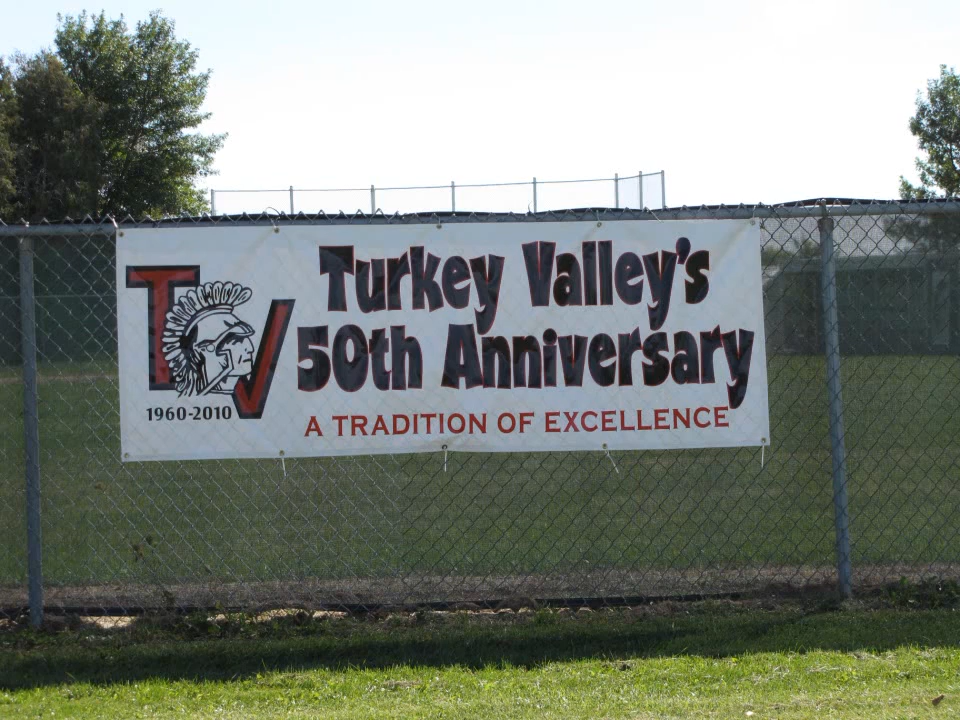 TV
1960-2010
Turkey Valley's
50th Anniversary
A TRADITION OF EXCELLENCE